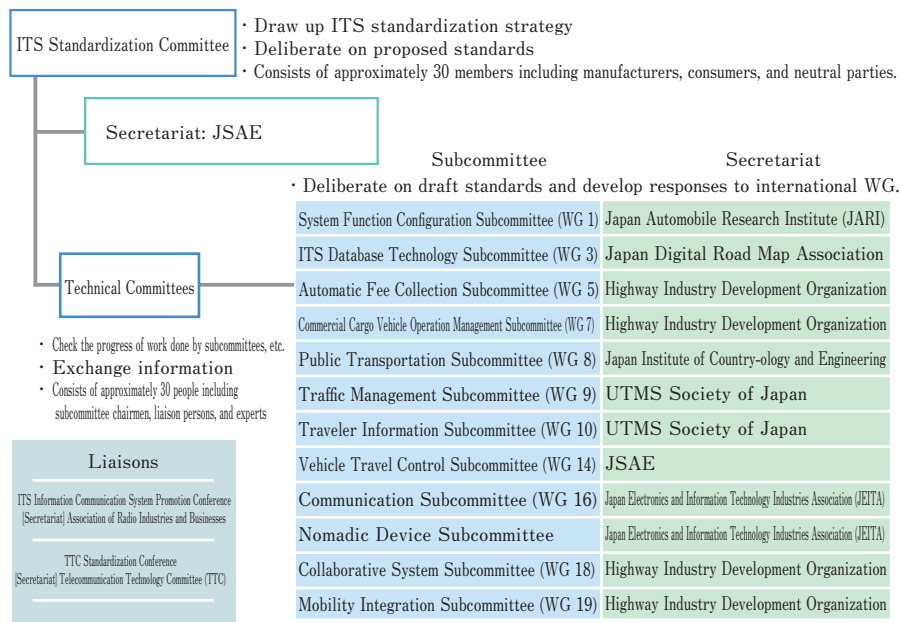 ITS Standardization Committee
・Draw up ITS standardization strategy
・Deliberate on proposed standards
・Consists of approximately 30 members including manufacturers, consumers, and neutral parties.
Secretariat: JSAE
Subcommittee Secretariat
・Deliberate on draft standards and develop responses to international WG.
System Function Configuration Subcommittee (WG 1) Japan Automobile Research Institute (JARI)
ITS Database Technology Subcommittee (WG 3) Japan Digital Road Map Association
Automatic Fee Collection Subcommittee (WG 5) Highway Industry Development Organization
Commercial Cargo Vehicle Operation Management Subcommittee (WG 7) Highway Industry Development Organization
Public Transportation Subcommittee (WG 8) Japan Institute of Country-ology and Engineering
Traffic Management Subcommittee (WG 9) UTMS Society of Japan
Traveler Information Subcommittee (WG 10) UTMS Society of Japan
Vehicle Travel Control Subcommittee (WG 14) JSAE
Communication Subcommittee (WG 16) Japan Electronics and Information Technology Industries Association (JEITA)
Nomadic Device Subcommittee Japan Electronics and Information Technology Industries Association (JEITA)
Collaborative System Subcommittee (WG 18) Highway Industry Development Organization
Mobility Integration Subcommittee (WG 19) Highway Industry Development Organization
Technical Committees
・Check the progress of work done by subcommittees, etc.
・Exchange information
・Consists of approximately 30 people including
subcommittee chairmen, liaison persons, and experts
Liaisons
ITS Information Communication System Promotion Conference
[Secretariat] Association of Radio Industries and Businesses
TTC Standardization Conference
[Secretariat] Telecommunication Technology Committee (TTC)